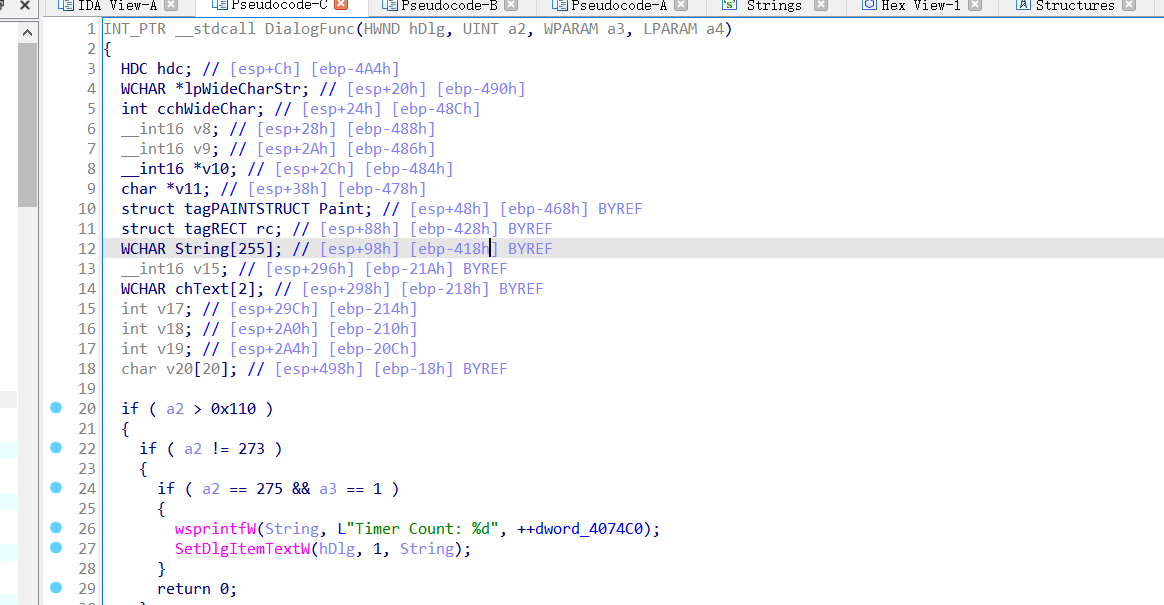 IDA View-A Pseudocode-C Pseudocode-B Pseudocode-A Strings Hex View-1 Structures
1 INT_PTR __stdcall DialogFunc(HWND hDlg, UINT a2, WPARAM a3, LPARAM a4)
2 {
3 HDC hdc; // [esp+Ch] [ebp-4A4h]
4 WCHAR *lpWideCharStr; // [esp+20h] [ebp-490h]
5 int cchWideChar; // [esp+24h] [ebp-48Ch]
6 __int16 v8; // [esp+28h] [ebp-488h]
7 __int16 v9; // [esp+2Ah] [ebp-486h]
8 __int16 *v10; // [esp+2Ch] [ebp-484h]
9 char *v11; // [esp+38h] [ebp-478h]
10 struct tagPAINTSTRUCT Paint; // [esp+48h] [ebp-468h] BYREF
11 struct tagRECT rc; // [esp+88h] [ebp-428h] BYREF
12 WCHAR String[255]; // [esp+98h] [ebp-418h] BYREF
13 __int16 v15; // [esp+296h] [ebp-21Ah] BYREF
14 WCHAR chText[2]; // [esp+298h] [ebp-218h] BYREF
15 int v17; // [esp+29Ch] [ebp-214h]
16 int v18; // [esp+2A0h] [ebp-210h]
17 int v19; // [esp+2A4h] [ebp-20Ch]
18 char v20[20]; // [esp+498h] [ebp-18h] BYREF
19
20 if ( a2 > 0x110 )
21 {
22 if ( a2 != 273 )
23 {
24 if ( a2 == 275 && a3 == 1 )
25 {
26 wsprintfW(String, L"Timer Count: %d", ++dword_4074C0);
27 SetDlgItemTextW(hDlg, 1, String);
28 }
29 return 0;